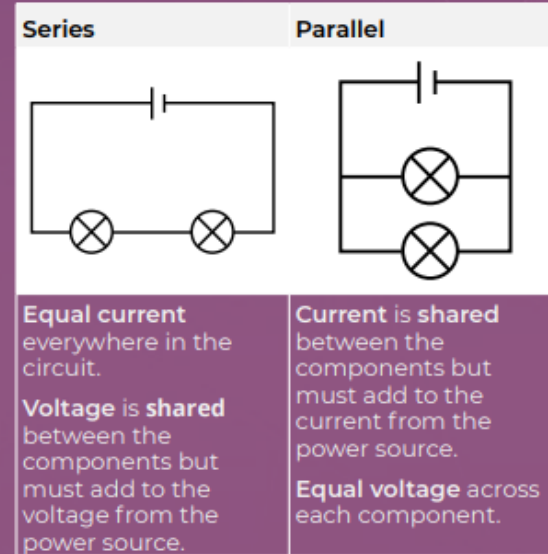 Series
Parallel
Equal current
everywhere in the
circuit.
Voltage is shared
between the
components but
must add to the
voltage from the
power source.
Current is shared
between the
components but
must add to the
current from the
power source.
Equal voltage across
each component.